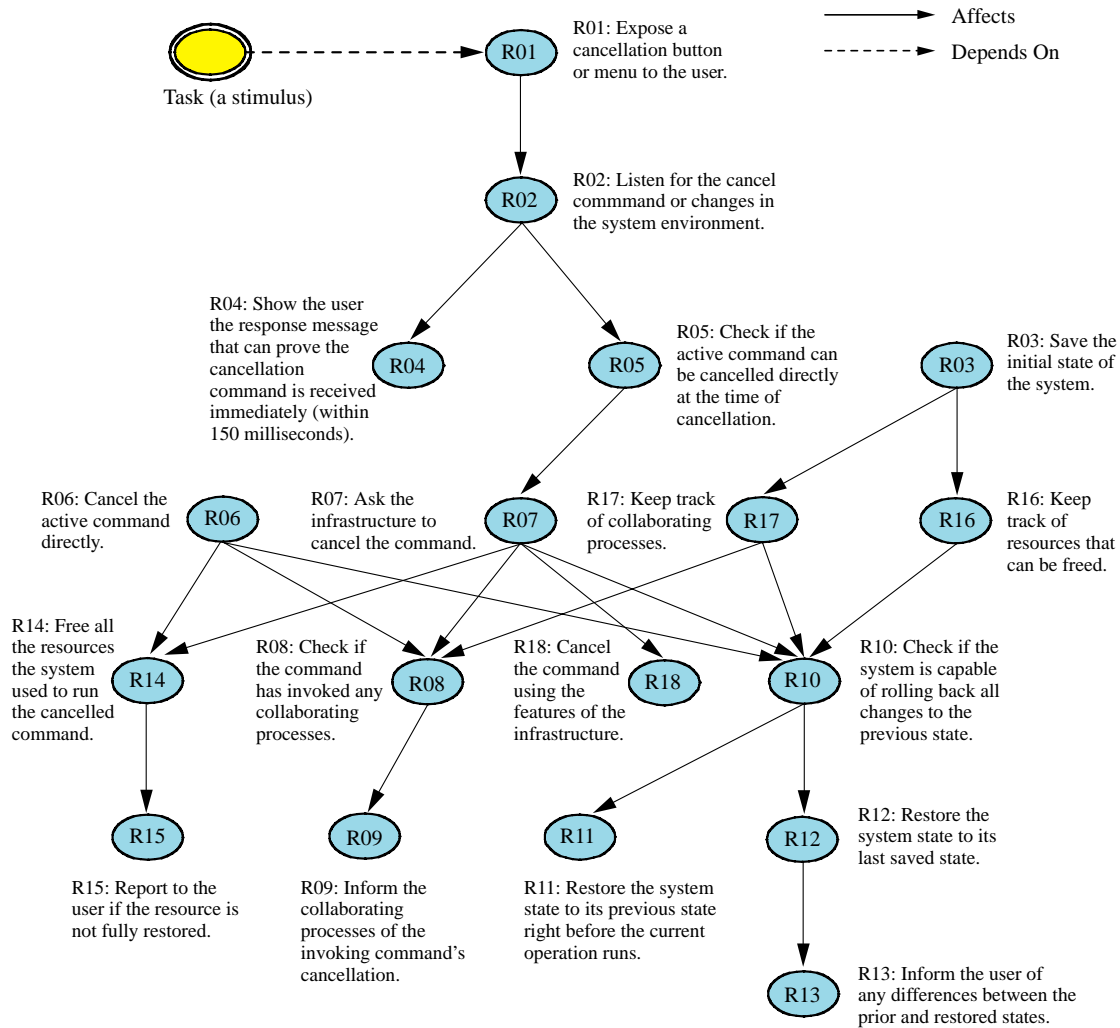 Affects
Depends On
Task (a stimulus)
R01
R01: Expose a
cancellation button
or menu to the user.
R02
R02: Listen for the cancel
commmand or changes in
the system environment.
R04: Show the user
the response message
that can prove the
cancellation
command is received
immediately (within
150 milliseconds).
R04
R05
R05: Check if the
active command can
be cancelled directly
at the time of
cancellation.
R03
R03: Save the
initial state of
the system.
R06: Cancel the
active command
directly.
R06
R07: Ask the
infrastructure to
cancel the command.
R07
R17: Keep track
of collaborating
processes.
R17
R16
R16: Keep
track of
resources that
can be freed.
R14: Free all
the resources
the system
used to run
the cancelled
command.
R14
R08: Check if
the command
has invoked any
collaborating
processes.
R08
R18: Cancel
the command
using the
features of the
infrastructure.
R18
R10
R10: Check if the
system is capable
of rolling back all
changes to the
previous state.
R15
R15: Report to the
user if the resource is
not fully restored.
R09
R09: Inform the
collaborating
processes of the
invoking command’s
cancellation.
R11
R11: Restore the system
state to its previous state
right before the current
operation runs.
R12
R12: Restore the
system state to its
last saved state.
R13
R13: Inform the user of
any differences between the
prior and restored states.